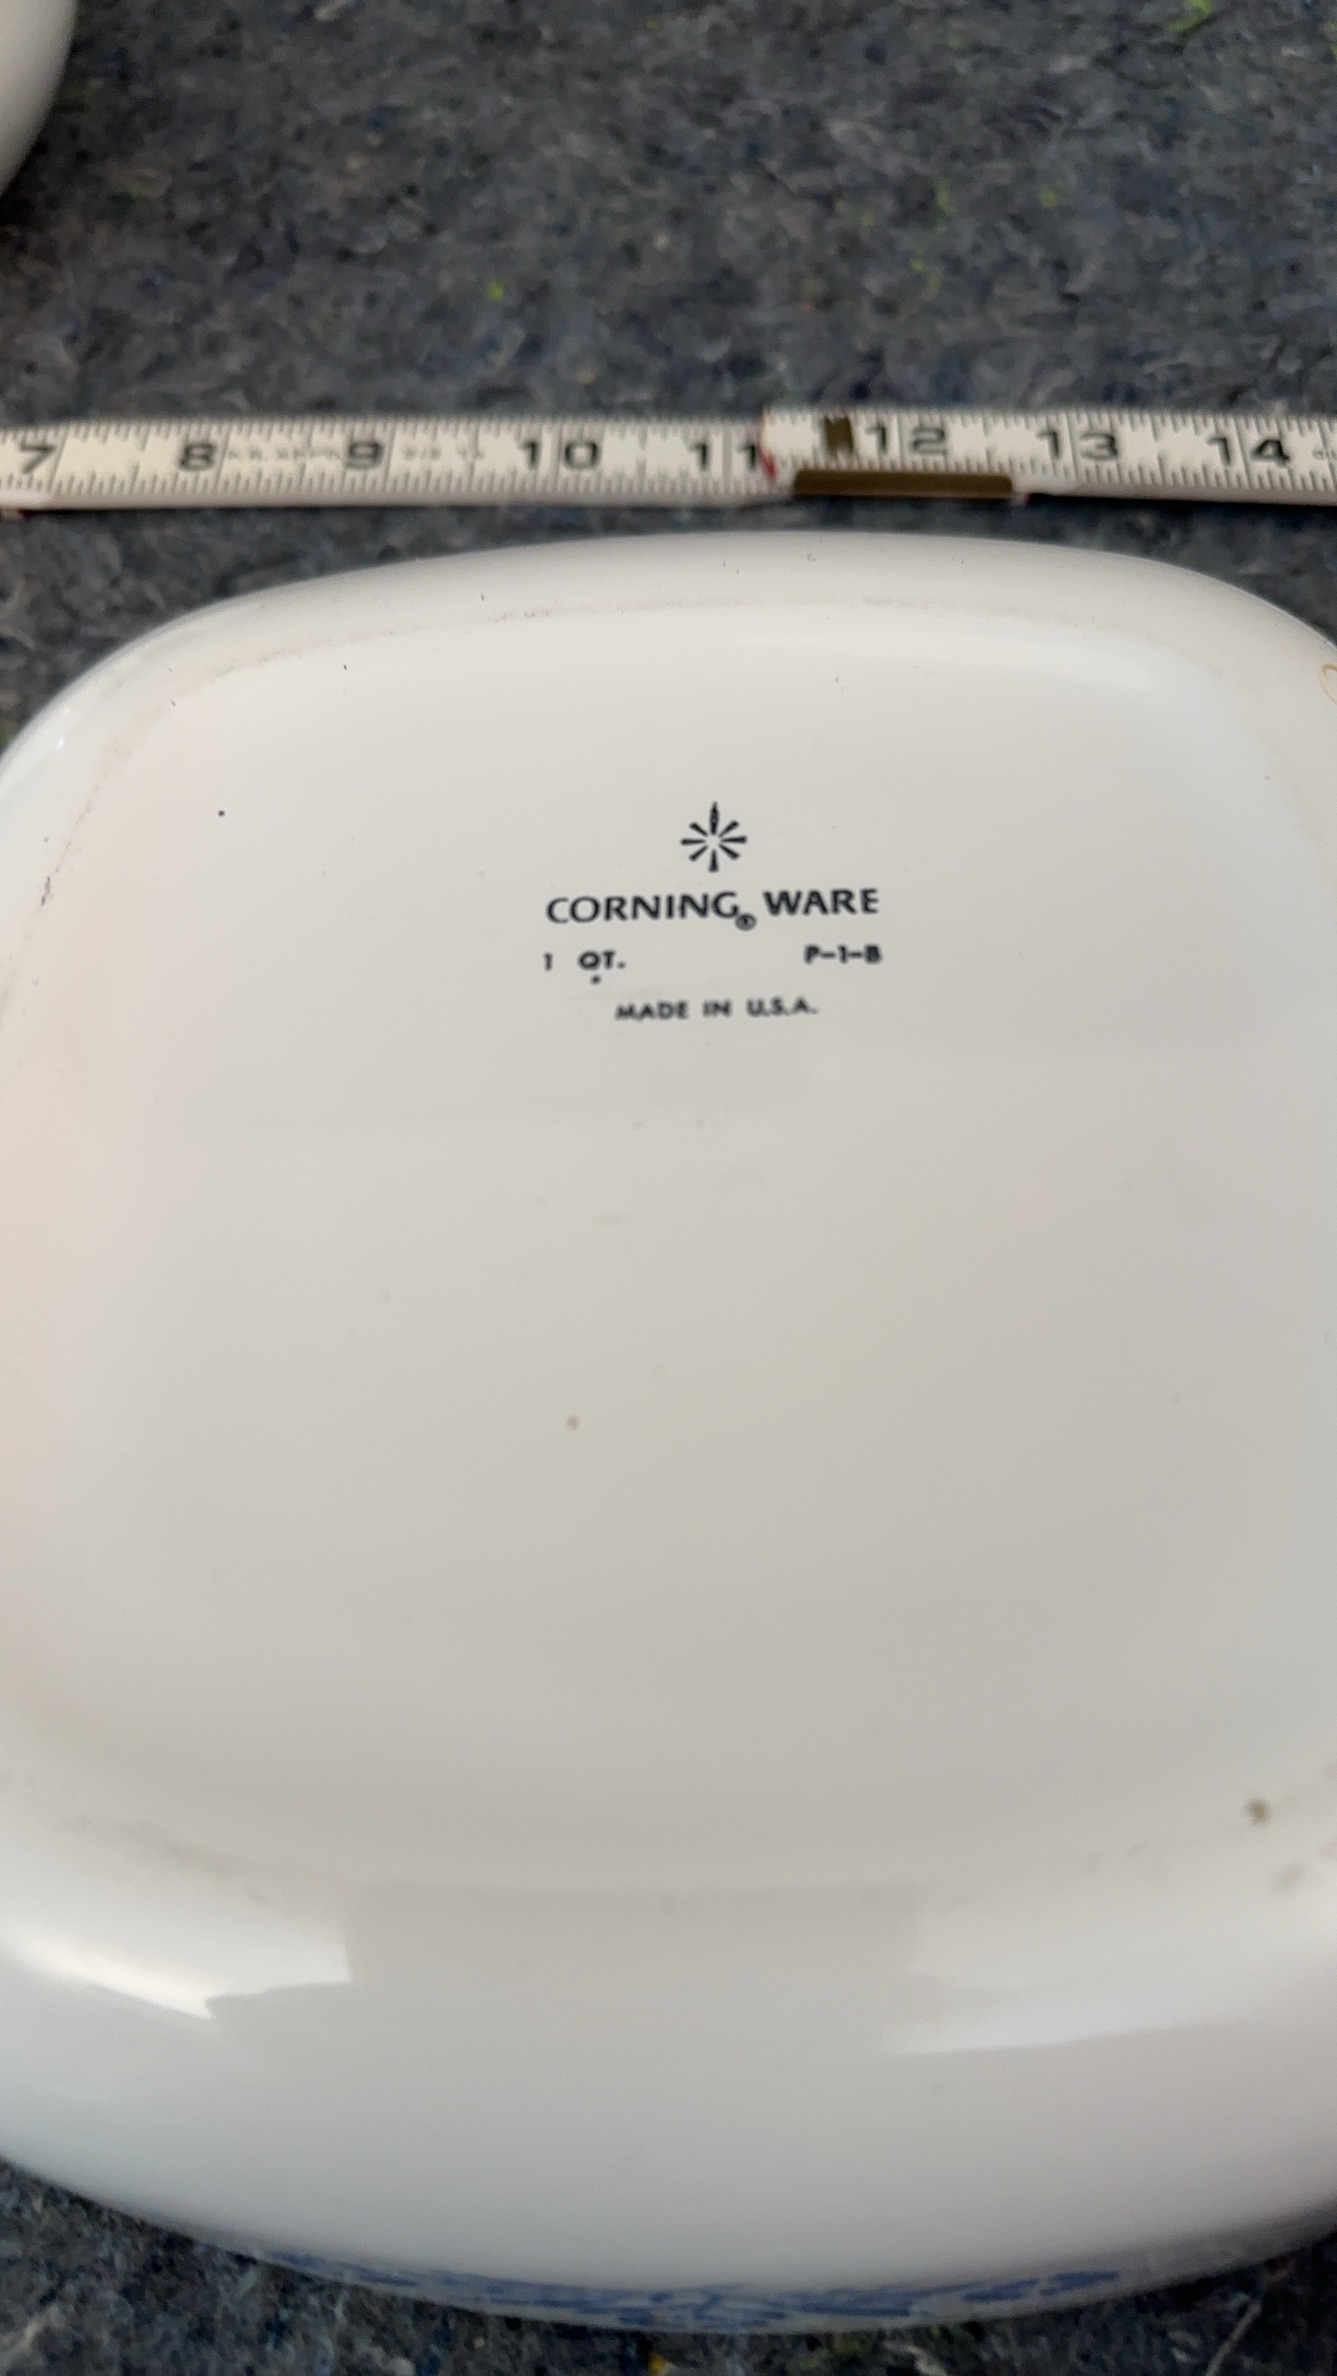 7 8 9 10 11 12 13 14
CORNING® WARE
1 QT. P-1-B
MADE IN U.S.A.